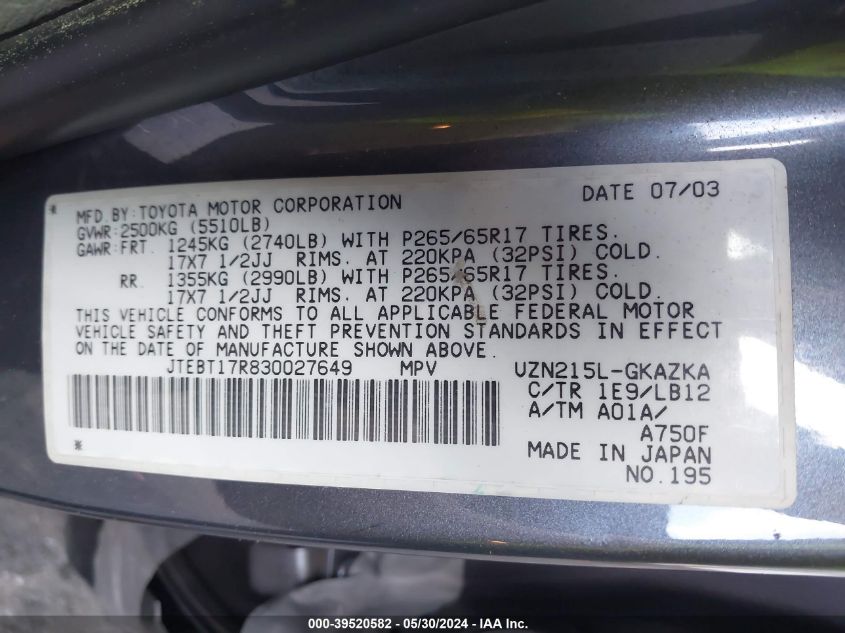 MFD. BY: TOYOTA MOTOR CORPORATION DATE 07/03
GVWR: 2500KG (5510LB)
GAWR: FRT. 1245KG (2740LB) WITH P265/65R17 TIRES.
17X7 1/2JJ RIMS. AT 220KPA (32PSI) COLD.
RR. 1355KG (2990LB) WITH P265/65R17 TIRES.
17X7 1/2JJ RIMS. AT 220KPA (32PSI) COLD.
THIS VEHICLE CONFORMS TO ALL APPLICABLE FEDERAL MOTOR
VEHICLE SAFETY AND THEFT PREVENTION STANDARDS IN EFFECT
ON THE DATE OF MANUFACTURE SHOWN ABOVE.
JTEBT17R830027649 MPV UZN215L-GKAZKA
C/TR 1E9/LB12
A/TM A01A/
A750F
MADE IN JAPAN
NO.195
000-39520582 - 05/30/2024 - IAA Inc.